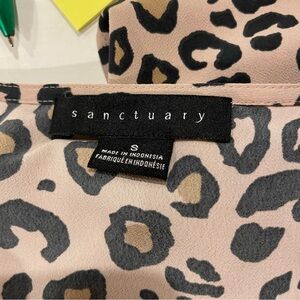 sanctuary
S
MADE IN INDONESIA
FABRIQUÉ EN INDONÉSIE